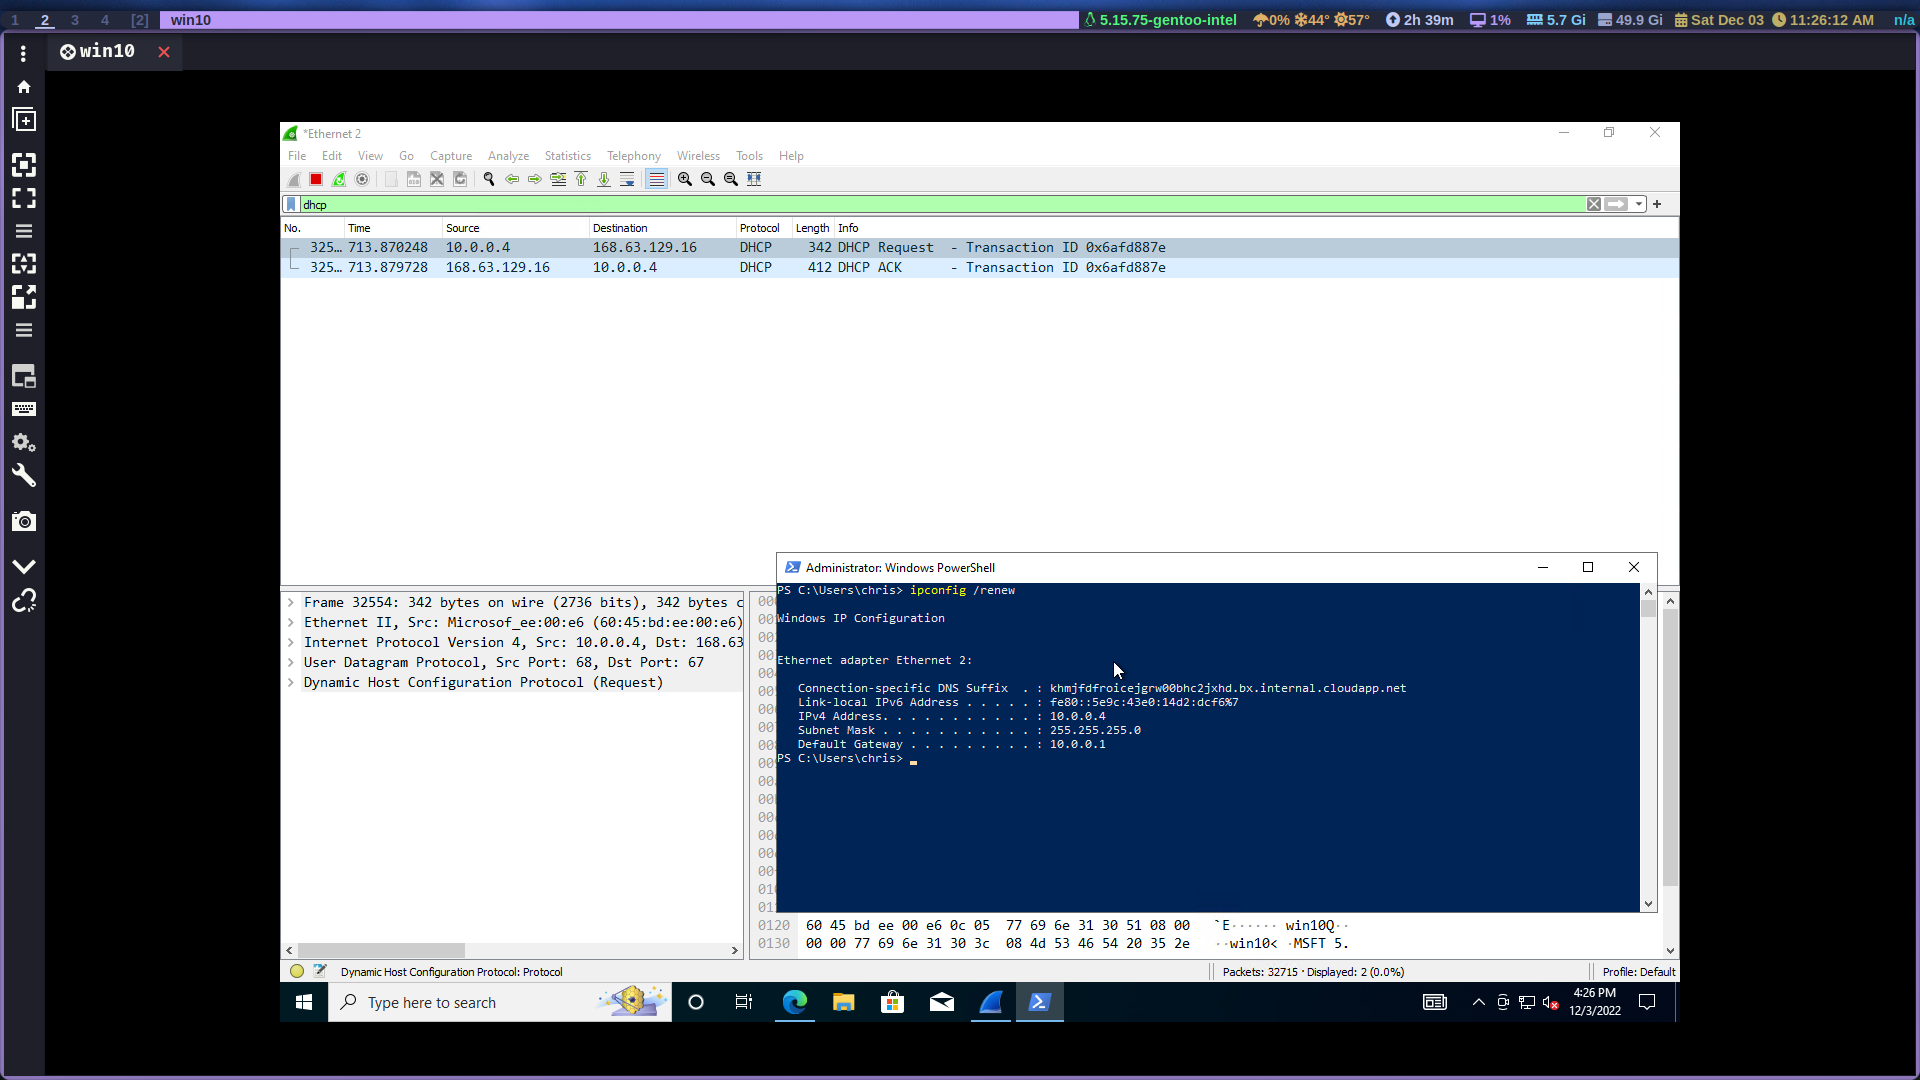 1 2 3 4 [2] win10 5.15.75-gentoo-intel 0% 44° 57° 2h 39m 1% 5.7 Gi 49.9 Gi Sat Dec 03 11:26:12 AM n/a
win10
*Ethernet 2
File Edit View Go Capture Analyze Statistics Telephony Wireless Tools Help
dhcp
No. Time Source Destination Protocol Length Info
325… 713.870248 10.0.0.4 168.63.129.16 DHCP 342 DHCP Request - Transaction ID 0x6afd887e
325… 713.879728 168.63.129.16 10.0.0.4 DHCP 412 DHCP ACK - Transaction ID 0x6afd887e
Frame 32554: 342 bytes on wire (2736 bits), 342 bytes c
Ethernet II, Src: Microsof_ee:00:e6 (60:45:bd:ee:00:e6)
Internet Protocol Version 4, Src: 10.0.0.4, Dst: 168.63
User Datagram Protocol, Src Port: 68, Dst Port: 67
Dynamic Host Configuration Protocol (Request)
Administrator: Windows PowerShell
PS C:\Users\chris> ipconfig /renew
Windows IP Configuration
Ethernet adapter Ethernet 2:
Connection-specific DNS Suffix . : khmjfdfroicejgrw00bhc2jxhd.bx.internal.cloudapp.net
Link-local IPv6 Address . . . . . : fe80::5e9c:43e0:14d2:dcf6%7
IPv4 Address. . . . . . . . . . . : 10.0.0.4
Subnet Mask . . . . . . . . . . . : 255.255.255.0
Default Gateway . . . . . . . . . : 10.0.0.1
PS C:\Users\chris>
0120 60 45 bd ee 00 e6 0c 05 77 69 6e 31 30 51 08 00 `E······ win10Q··
0130 00 00 77 69 6e 31 30 3c 08 4d 53 46 54 20 35 2e ··win10< ·MSFT 5.
Dynamic Host Configuration Protocol: Protocol
Packets: 32715 · Displayed: 2 (0.0%)
Profile: Default
Type here to search
4:26 PM
12/3/2022